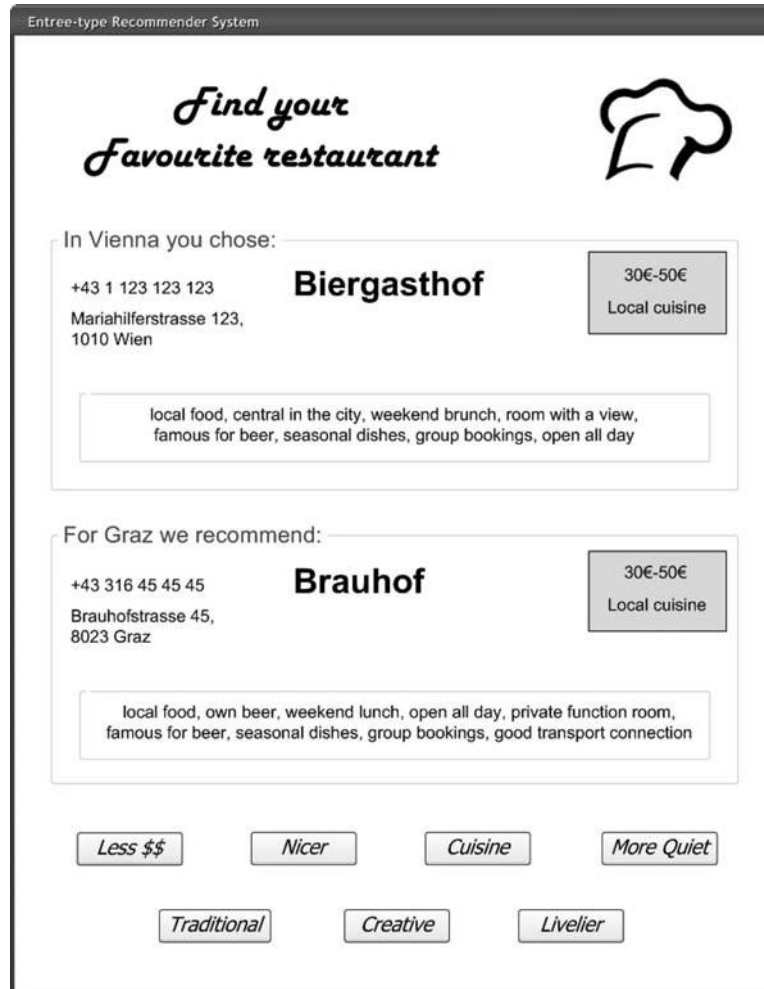 Entree-type Recommender System
Find your
Favourite restaurant
In Vienna you chose:
+43 1 123 123 123
Biergasthof
30€-50€
Local cuisine
Mariahilferstrasse 123,
1010 Wien
local food, central in the city, weekend brunch, room with a view,
famous for beer, seasonal dishes, group bookings, open all day
For Graz we recommend:
+43 316 45 45 45
Brauhof
30€-50€
Local cuisine
Brauhofstrasse 45,
8023 Graz
local food, own beer, weekend lunch, open all day, private function room,
famous for beer, seasonal dishes, group bookings, good transport connection
Less $$
Nicer
Cuisine
More Quiet
Traditional
Creative
Livelier